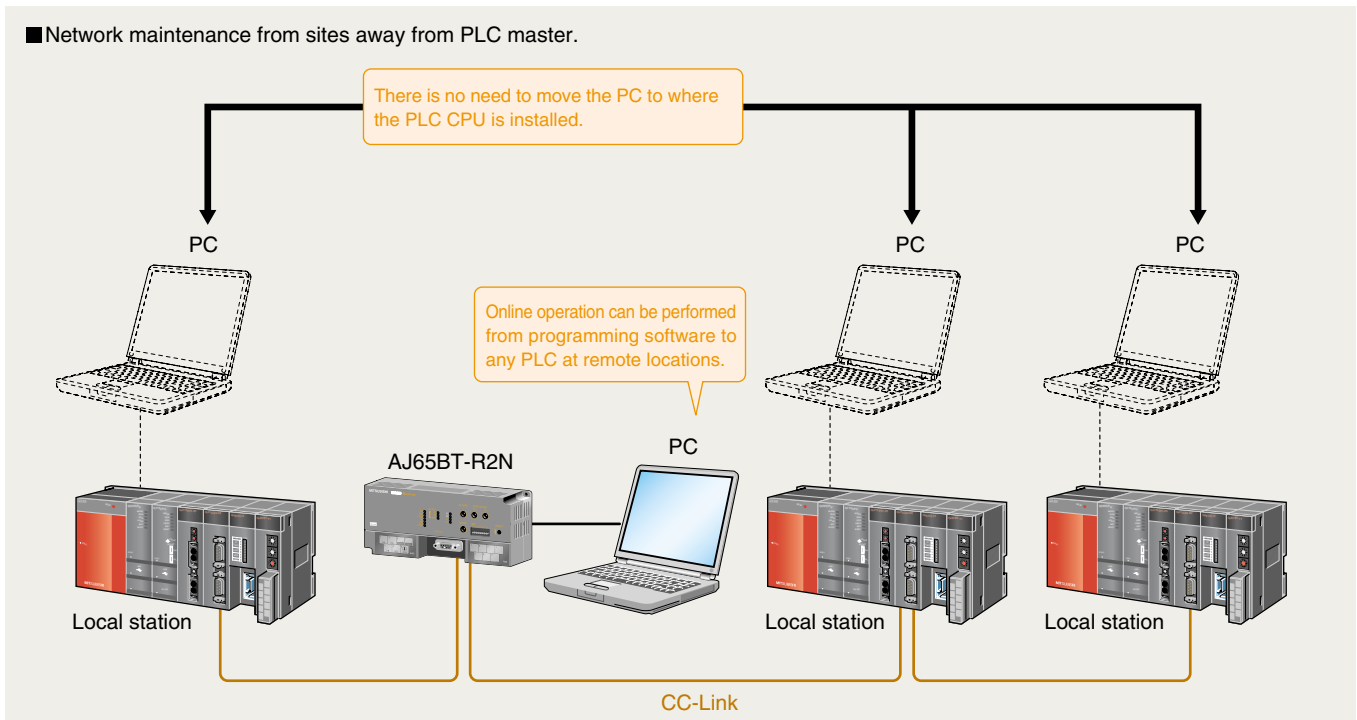 ■Network maintenance from sites away from PLC master.
There is no need to move the PC to where
the PLC CPU is installed.
PC
PC
PC
Online operation can be performed
from programming software to
any PLC at remote locations.
PC
AJ65BT-R2N
Local station
Local station
Local station
CC-Link